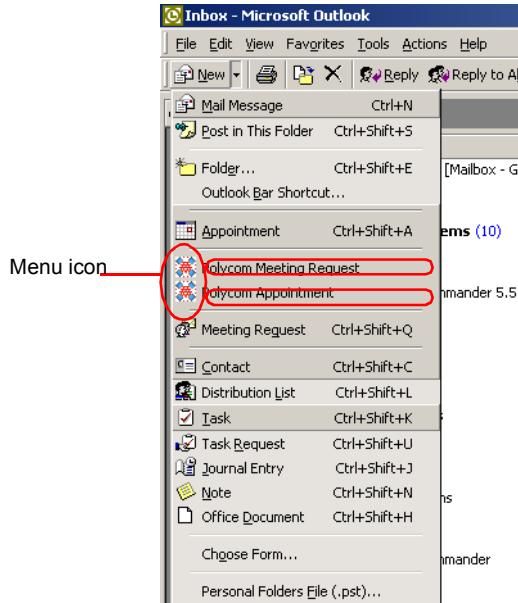 Inbox - Microsoft Outlook
File Edit View Favorites Tools Actions Help
New Reply Reply to Al
Mail Message Ctrl+N
Post in This Folder Ctrl+Shift+S
Folder... Ctrl+Shift+E
[Mailbox - G
Outlook Bar Shortcut...
Appointment Ctrl+Shift+A
ems (10)
Menu icon
Polycom Meeting Request
Polycom Appointment
mmander 5.5
Meeting Request Ctrl+Shift+Q
Contact Ctrl+Shift+C
Distribution List Ctrl+Shift+L
Task Ctrl+Shift+K
Task Request Ctrl+Shift+U
Journal Entry Ctrl+Shift+J
Note Ctrl+Shift+N
ns
Office Document Ctrl+Shift+H
Choose Form...
mmander
Personal Folders File (.pst)...